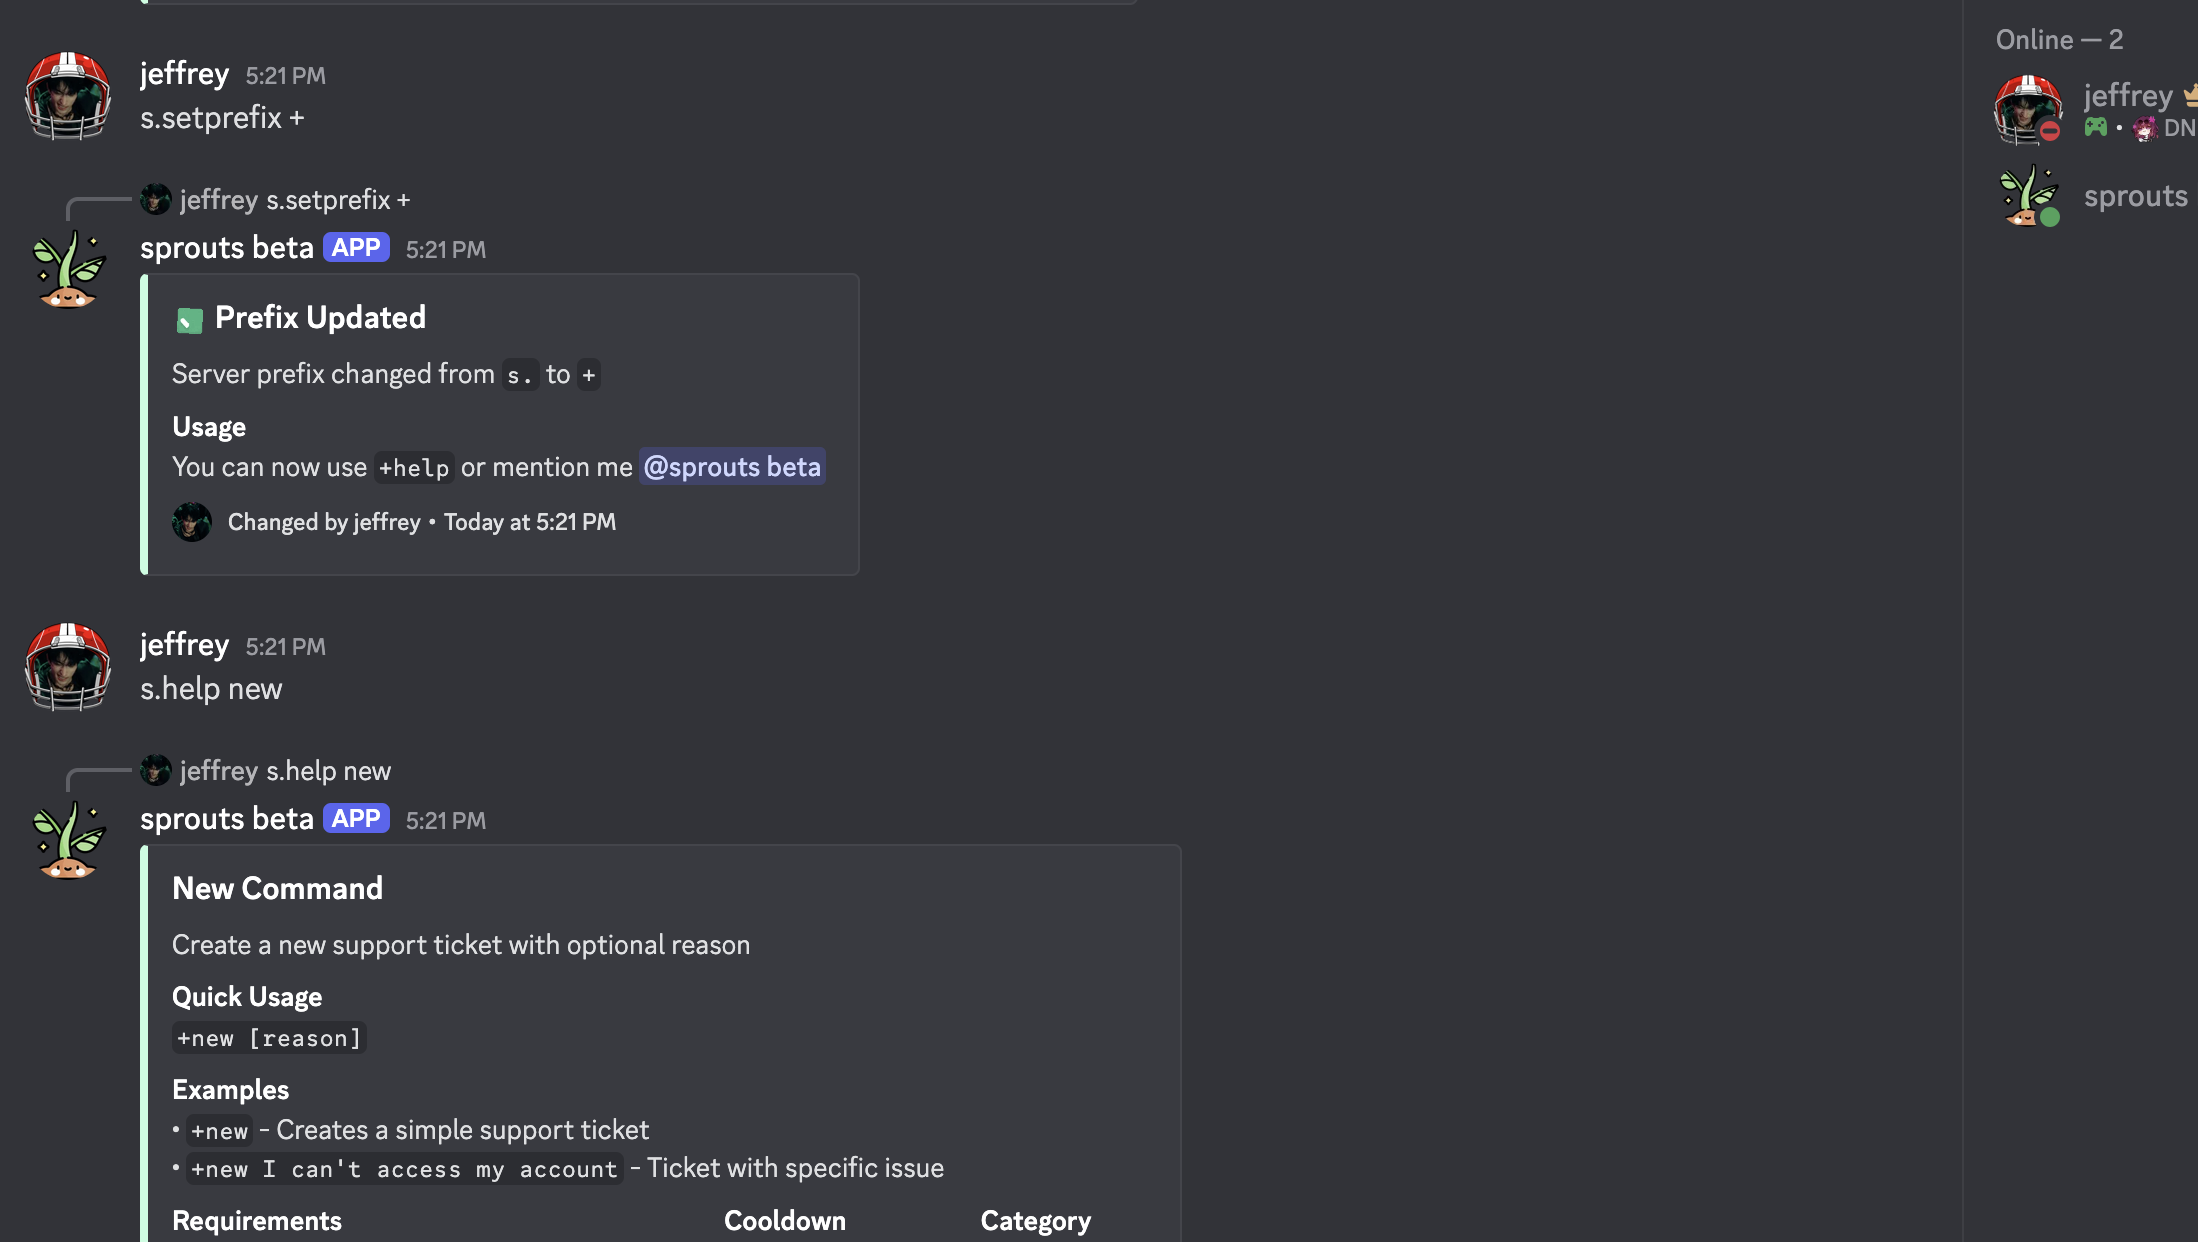 jeffrey 5:21 PM
s.setprefix +
jeffrey s.setprefix +
sprouts beta APP 5:21 PM
Prefix Updated
Server prefix changed from s. to +
Usage
You can now use +help or mention me @sprouts beta
Changed by jeffrey • Today at 5:21 PM
jeffrey 5:21 PM
s.help new
jeffrey s.help new
sprouts beta APP 5:21 PM
New Command
Create a new support ticket with optional reason
Quick Usage
+new [reason]
Examples
• +new - Creates a simple support ticket
• +new I can't access my account - Ticket with specific issue
Requirements Cooldown Category
Online — 2
jeffrey
• DN
sprouts